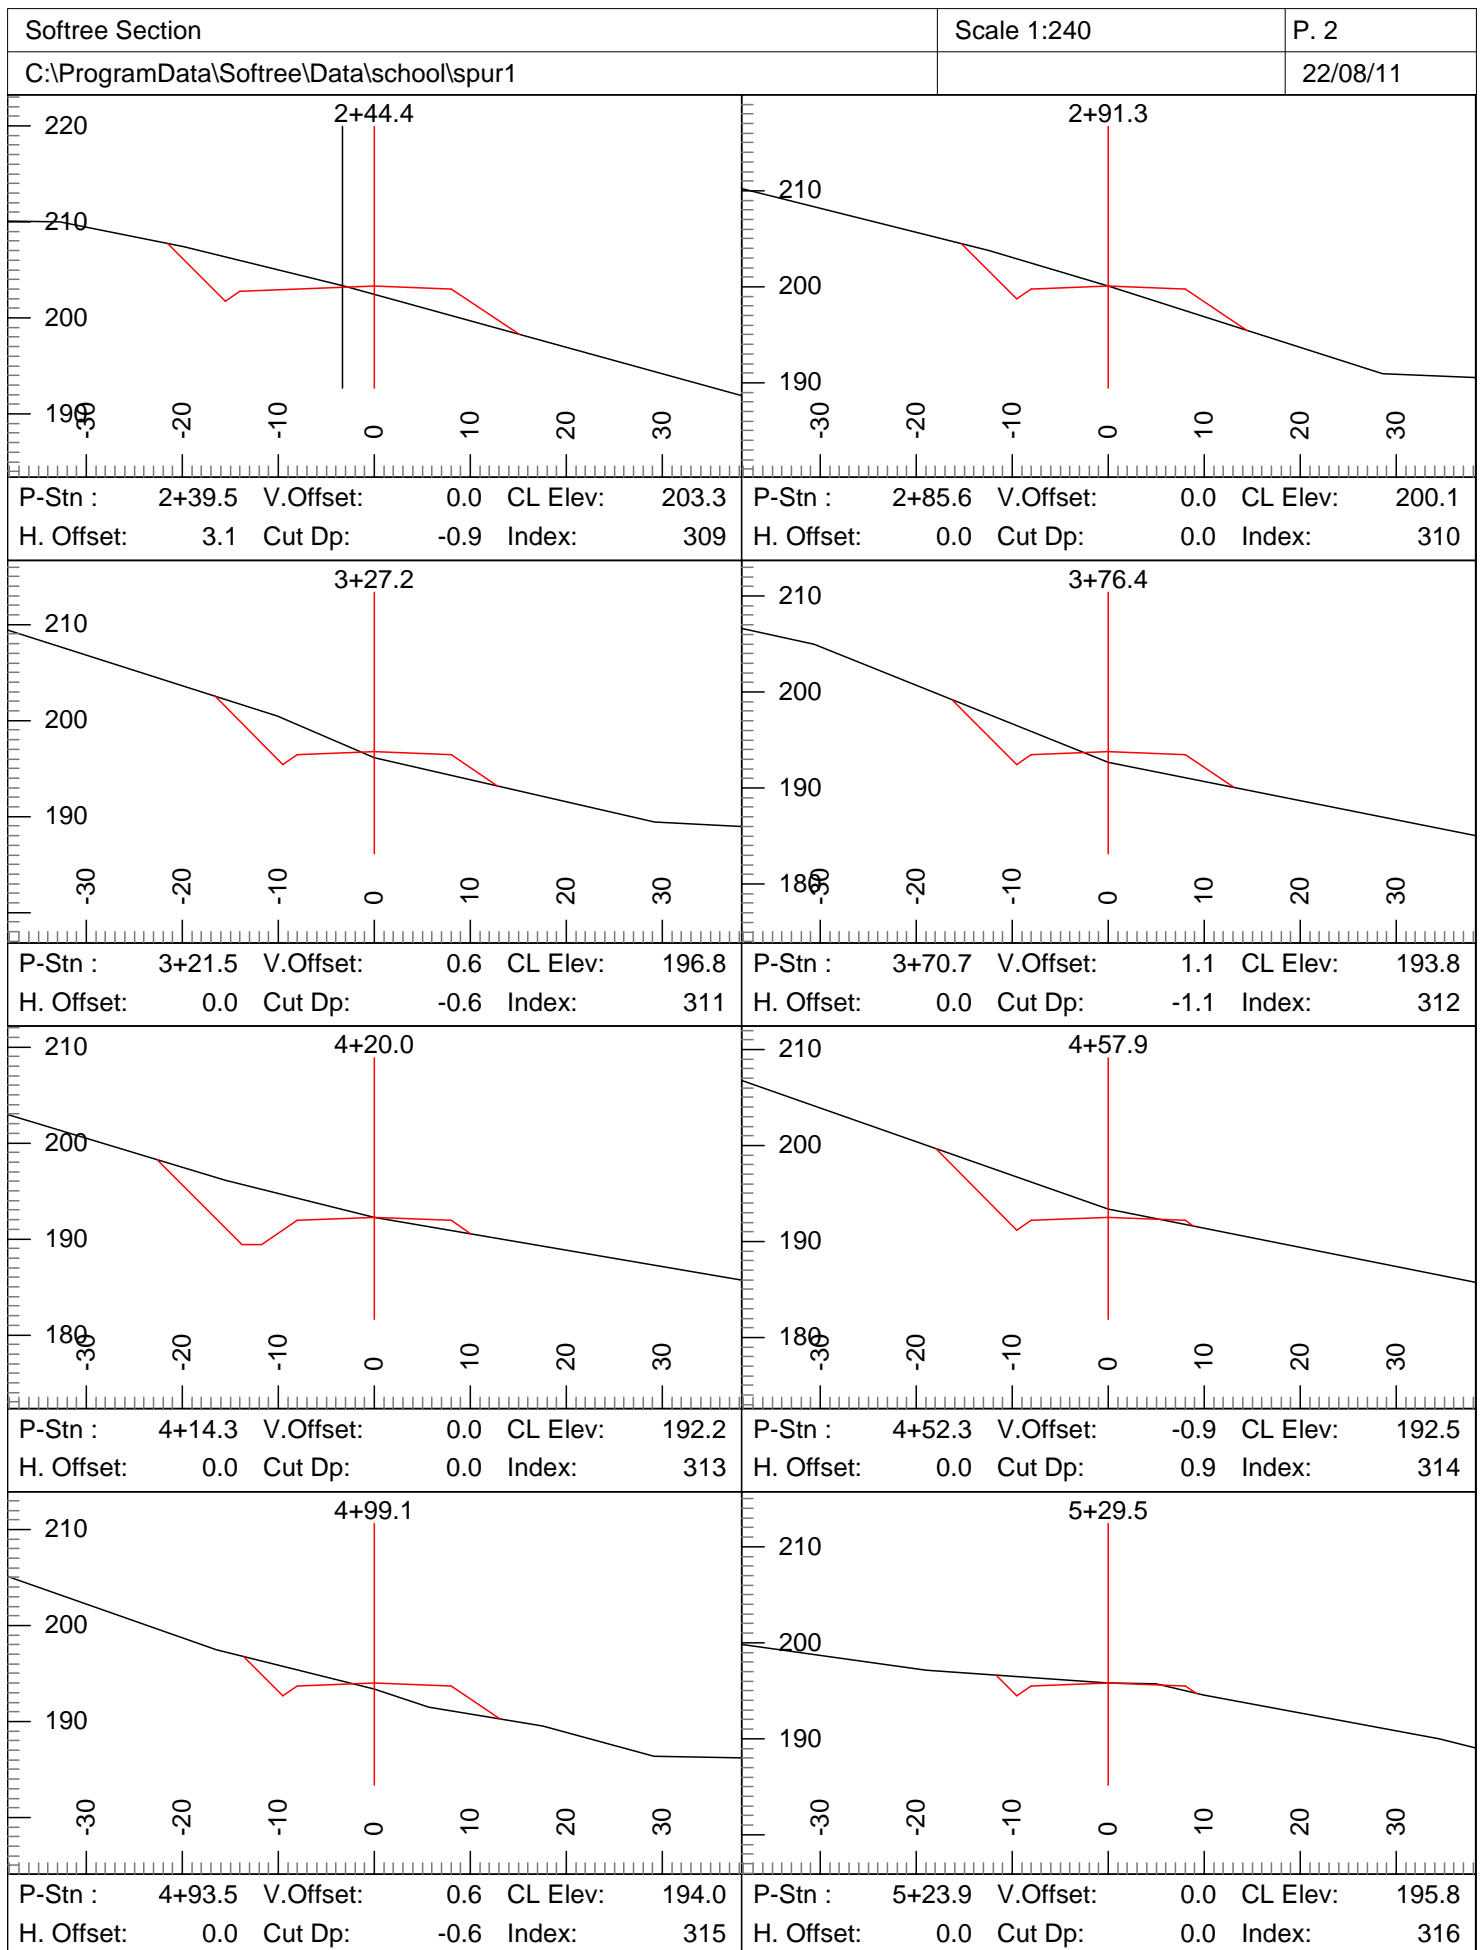 Softree Section Scale 1:240 P. 2
C:\ProgramData\Softree\Data\school\spur1 22/08/11
2+44.4
220
210
200
190
-30 -20 -10 0 10 20 30
P-Stn : 2+39.5 V.Offset: 0.0 CL Elev: 203.3
H. Offset: 3.1 Cut Dp: -0.9 Index: 309
2+91.3
210
200
190
-30 -20 -10 0 10 20 30
P-Stn : 2+85.6 V.Offset: 0.0 CL Elev: 200.1
H. Offset: 0.0 Cut Dp: 0.0 Index: 310
3+27.2
210
200
190
-30 -20 -10 0 10 20 30
P-Stn : 3+21.5 V.Offset: 0.6 CL Elev: 196.8
H. Offset: 0.0 Cut Dp: -0.6 Index: 311
3+76.4
210
200
190
180
-30 -20 -10 0 10 20 30
P-Stn : 3+70.7 V.Offset: 1.1 CL Elev: 193.8
H. Offset: 0.0 Cut Dp: -1.1 Index: 312
4+20.0
210
200
190
180
-30 -20 -10 0 10 20 30
P-Stn : 4+14.3 V.Offset: 0.0 CL Elev: 192.2
H. Offset: 0.0 Cut Dp: 0.0 Index: 313
4+57.9
210
200
190
180
-30 -20 -10 0 10 20 30
P-Stn : 4+52.3 V.Offset: -0.9 CL Elev: 192.5
H. Offset: 0.0 Cut Dp: 0.9 Index: 314
4+99.1
210
200
190
-30 -20 -10 0 10 20 30
P-Stn : 4+93.5 V.Offset: 0.6 CL Elev: 194.0
H. Offset: 0.0 Cut Dp: -0.6 Index: 315
5+29.5
210
200
190
-30 -20 -10 0 10 20 30
P-Stn : 5+23.9 V.Offset: 0.0 CL Elev: 195.8
H. Offset: 0.0 Cut Dp: 0.0 Index: 316